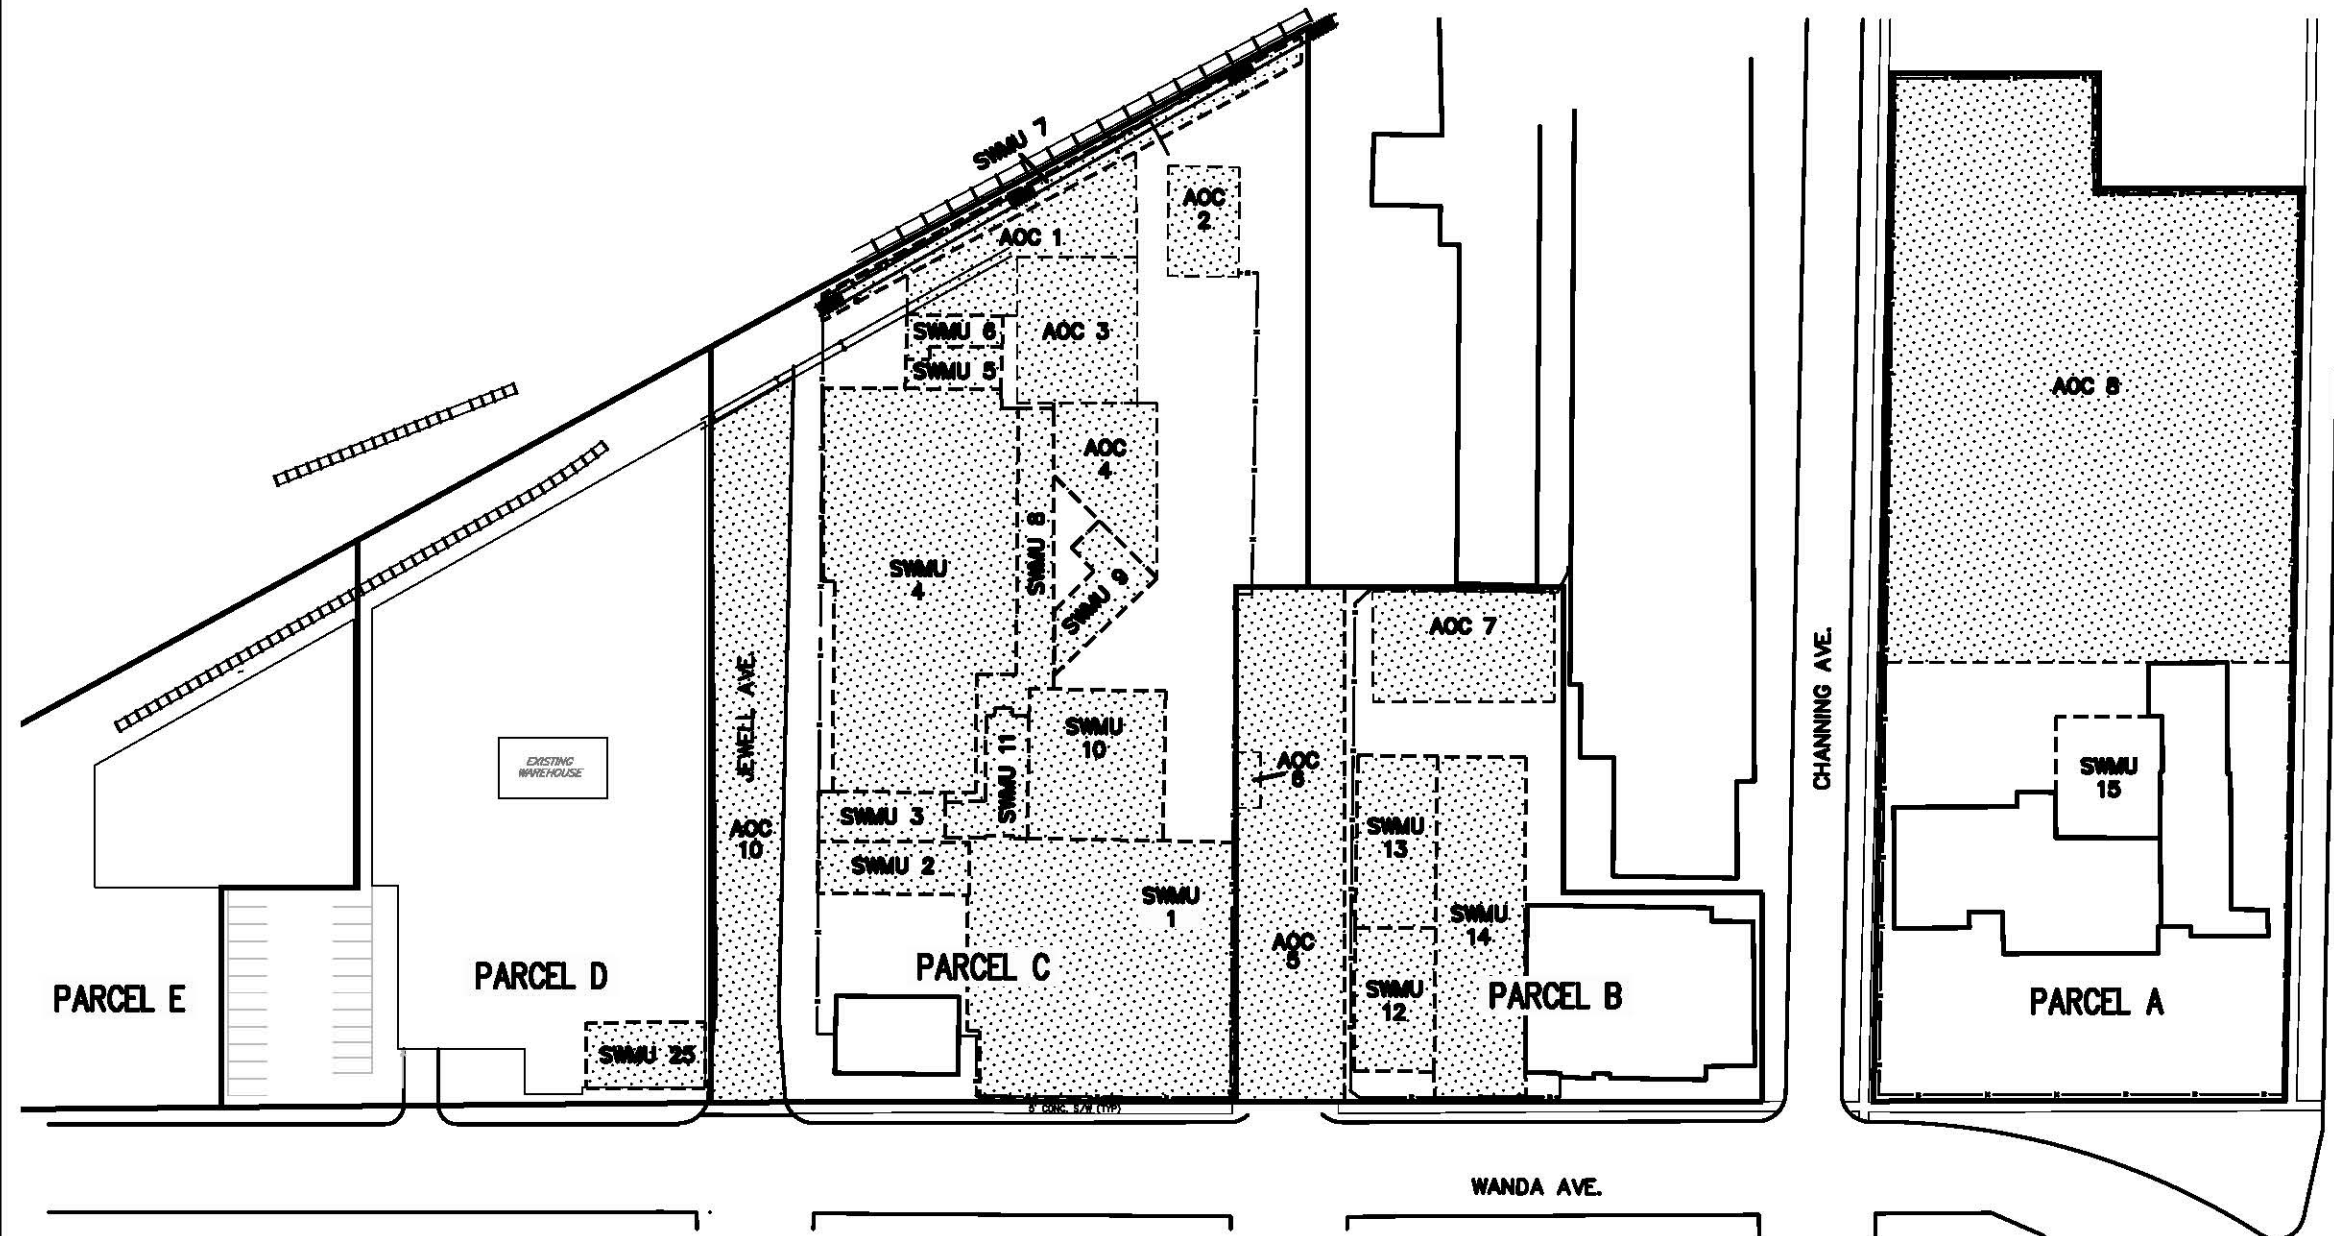 SWMU 7
AOC
2
AOC 1
SWMU 6
AOC 3
SWMU 5
AOC 8
AOC
4
SWMU 8
SWMU
4
SWMU 9
AOC 7
JEWELL AVE.
CHANNING AVE.
SWMU
10
SWMU 11
EXISTING
WAREHOUSE
AOC
6
SWMU
15
SWMU 3
AOC
10
SWMU
13
SWMU 2
SWMU
1
SWMU
14
AOC
5
PARCEL E
PARCEL D
PARCEL C
SWMU
12
PARCEL B
PARCEL A
SWMU 25
5' CONC. S/W (TYP)
WANDA AVE.